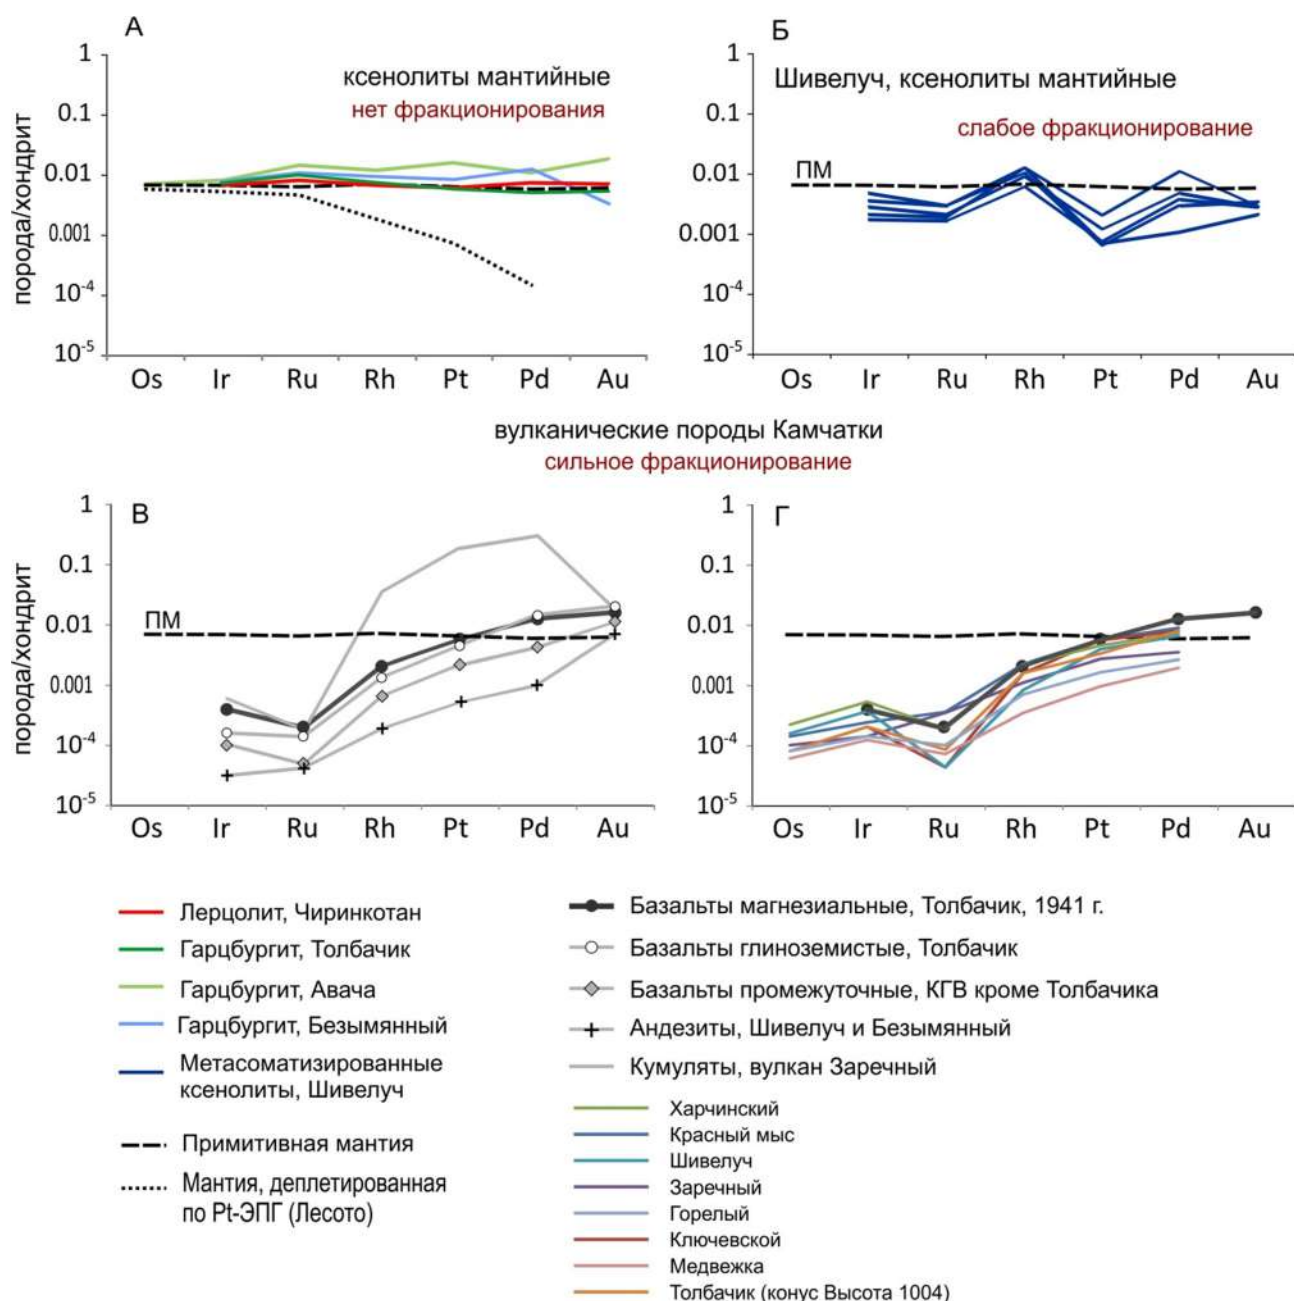 А
1
ксенолиты мантийные
нет фракционирования
0.1
0.01
0.001
10-4
10-5
порода/хондрит
Os Ir Ru Rh Pt Pd Au
Б
1
Шивелуч, ксенолиты мантийные
0.1
слабое фракционирование
ПМ
0.01
0.001
10-4
10-5
Os Ir Ru Rh Pt Pd Au
вулканические породы Камчатки
сильное фракционирование
В
1
0.1
ПМ
0.01
0.001
10-4
10-5
порода/хондрит
Os Ir Ru Rh Pt Pd Au
Г
1
0.1
0.01
0.001
10-4
10-5
Os Ir Ru Rh Pt Pd Au
Лерцолит, Чиринкотан
Гарцбургит, Толбачик
Гарцбургит, Авача
Гарцбургит, Безымянный
Метасоматизированные
ксенолиты, Шивелуч
Примитивная мантия
Мантия, деплетированная
по Pt-ЭПГ (Лесото)
Базальты магнезиальные, Толбачик, 1941 г.
Базальты глиноземистые, Толбачик
Базальты промежуточные, КГВ кроме Толбачика
Андезиты, Шивелуч и Безымянный
Кумуляты, вулкан Заречный
Харчинский
Красный мыс
Шивелуч
Заречный
Горелый
Ключевской
Медвежка
Толбачик (конус Высота 1004)